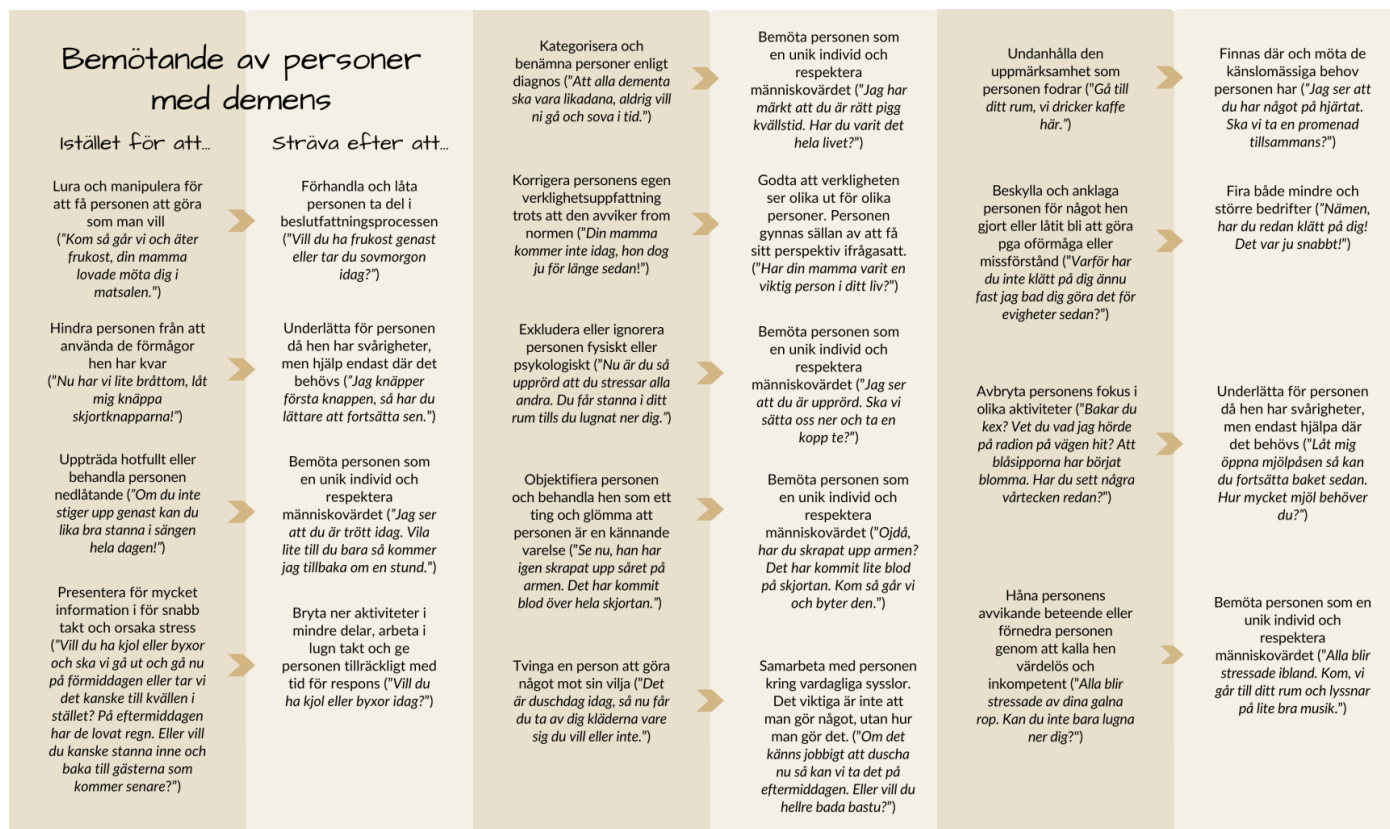 Bemötande av personer
med demens
Istället för att...
Sträva efter att...
Lura och manipulera för
att få personen att göra
som man vill
("Kom så går vi och äter
frukost, din mamma
lovade möta dig i
matsalen.")
Förhandla och låta
personen ta del i
beslutfattningsprocessen
("Vill du ha frukost genast
eller tar du sovmorgon
idag?")
Hindra personen från att
använda de förmågor
hen har kvar
("Nu har vi lite bråttom, låt
mig knäppa
skjortknapparna!")
Underlätta för personen
då hen har svårigheter,
men hjälp endast där det
behövs ("Jag knäpper
första knappen, så har du
lättare att fortsätta sen.")
Uppträda hotfullt eller
behandla personen
nedlåtande ("Om du inte
stiger upp genast kan du
lika bra stanna i sängen
hela dagen!")
Bemöta personen som
en unik individ och
respektera
människovärdet ("Jag ser
att du är trött idag. Vila
lite till du bara så kommer
jag tillbaka om en stund.")
Presentera för mycket
information i för snabb
takt och orsaka stress
("Vill du ha kjol eller byxor
och ska vi gå ut och gå nu
på förmiddagen eller tar vi
det kanske till kvällen i
stället? På eftermiddagen
har de lovat regn. Eller vill
du kanske stanna inne och
baka till gästerna som
kommer senare?")
Bryta ner aktiviteter i
mindre delar, arbeta i
lugn takt och ge
personen tillräckligt med
tid för respons ("Vill du
ha kjol eller byxor idag?")
Kategorisera och
benämna personer enligt
diagnos ("Att alla dementa
ska vara likadana, aldrig vill
ni gå och sova i tid.")
Bemöta personen som
en unik individ och
respektera
människovärdet ("Jag har
märkt att du är rätt pigg
kvällstid. Har du varit det
hela livet?")
Korrigera personens egen
verklighetsuppfattning
trots att den avviker from
normen ("Din mamma
kommer inte idag, hon dog
ju för länge sedan!")
Godta att verkligheten
ser olika ut för olika
personer. Personen
gynnas sällan av att få
sitt perspektiv ifrågasatt.
("Har din mamma varit en
viktig person i ditt liv?")
Exkludera eller ignorera
personen fysiskt eller
psykologiskt ("Nu är du så
upprörd att du stressar alla
andra. Du får stanna i ditt
rum tills du lugnat ner dig.")
Bemöta personen som
en unik individ och
respektera
människovärdet ("Jag ser
att du är upprörd. Ska vi
sätta oss ner och ta en
kopp te?")
Objektifiera personen
och behandla hen som ett
ting och glömma att
personen är en kännande
varelse ("Se nu, han har
igen skrapat upp såret på
armen. Det har kommit
blod över hela skjortan.")
Bemöta personen som
en unik individ och
respektera
människovärdet ("Ojdå,
har du skrapat upp armen?
Det har kommit lite blod
på skjortan. Kom så går vi
och byter den.")
Tvinga en person att göra
något mot sin vilja ("Det
är duschdag idag, så nu får
du ta av dig kläderna vare
sig du vill eller inte.")
Samarbeta med personen
kring vardagliga sysslor.
Det viktiga är inte att
man gör något, utan hur
man gör det. ("Om det
känns jobbigt att duscha
nu så kan vi ta det på
eftermiddagen. Eller vill du
hellre bada bastu?")
Undanhålla den
uppmärksamhet som
personen fodrar ("Gå till
ditt rum, vi dricker kaffe
här.")
Finnas där och möta de
känslomässiga behov
personen har ("Jag ser att
du har något på hjärtat.
Ska vi ta en promenad
tillsammans?")
Beskylla och anklaga
personen för något hen
gjort eller låtit bli att göra
pga oförmåga eller
missförstånd ("Varför har
du inte klätt på dig ännu
fast jag bad dig göra det för
evigheter sedan?")
Fira både mindre och
större bedrifter ("Nämen,
har du redan klätt på dig!
Det var ju snabbt!")
Avbryta personens fokus i
olika aktiviteter ("Bakar du
kex? Vet du vad jag hörde
på radion på vägen hit? Att
blåsipporna har börjat
blomma. Har du sett några
vårtecken redan?")
Underlätta för personen
då hen har svårigheter,
men endast hjälpa där
det behövs ("Låt mig
öppna mjölpåsen så kan
du fortsätta baket sedan.
Hur mycket mjöl behöver
du?")
Håna personens
avvikande beteende eller
förnedra personen
genom att kalla hen
värdelös och
inkompetent ("Alla blir
stressade av dina galna
rop. Kan du inte bara lugna
ner dig?")
Bemöta personen som en
unik individ och
respektera
människovärdet ("Alla blir
stressade ibland. Kom, vi
går till ditt rum och lyssnar
på lite bra musik.")